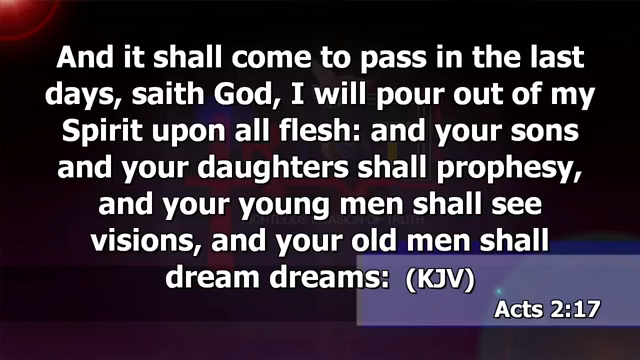 And it shall come to pass in the last
days, saith God, I will pour out of my
Spirit upon all flesh: and your sons
and your daughters shall prophesy,
and your young men shall see
visions, and your old men shall
dream dreams: (KJV)
Acts 2:17